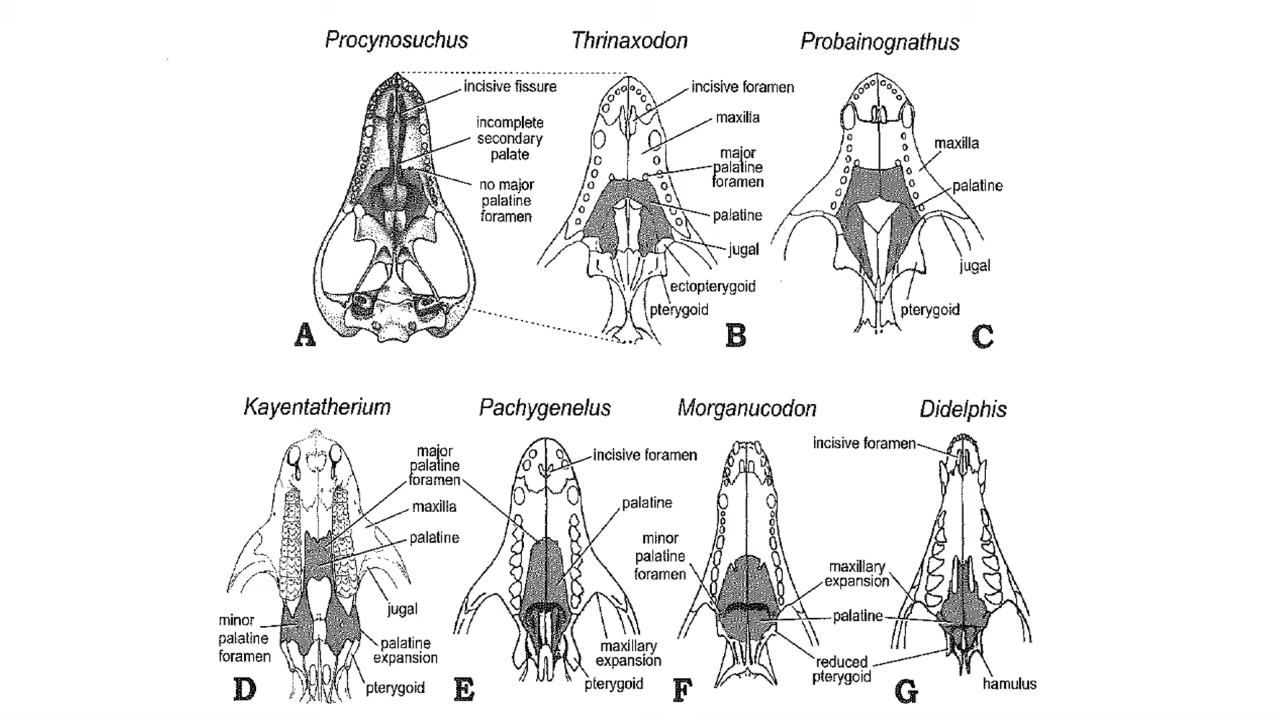 Procynosuchus
Thrinaxodon
Probainognathus
incisive fissure
incomplete
secondary
palate
no major
palatine
foramen
A
incisive foramen
maxilla
major
palatine
foramen
palatine
jugal
ectopterygoid
pterygoid
B
maxilla
palatine
jugal
pterygoid
C
Kayentatherium
Pachygenelus
Morganucodon
Didelphis
major
palatine
foramen
maxilla
palatine
jugal
minor
palatine
foramen
palatine
expansion
pterygoid
D
incisive foramen
palatine
maxillary
expansion
pterygoid
E
minor
palatine
foramen
maxillary
expansion
palatine
reduced
pterygoid
F
incisive foramen
hamulus
G